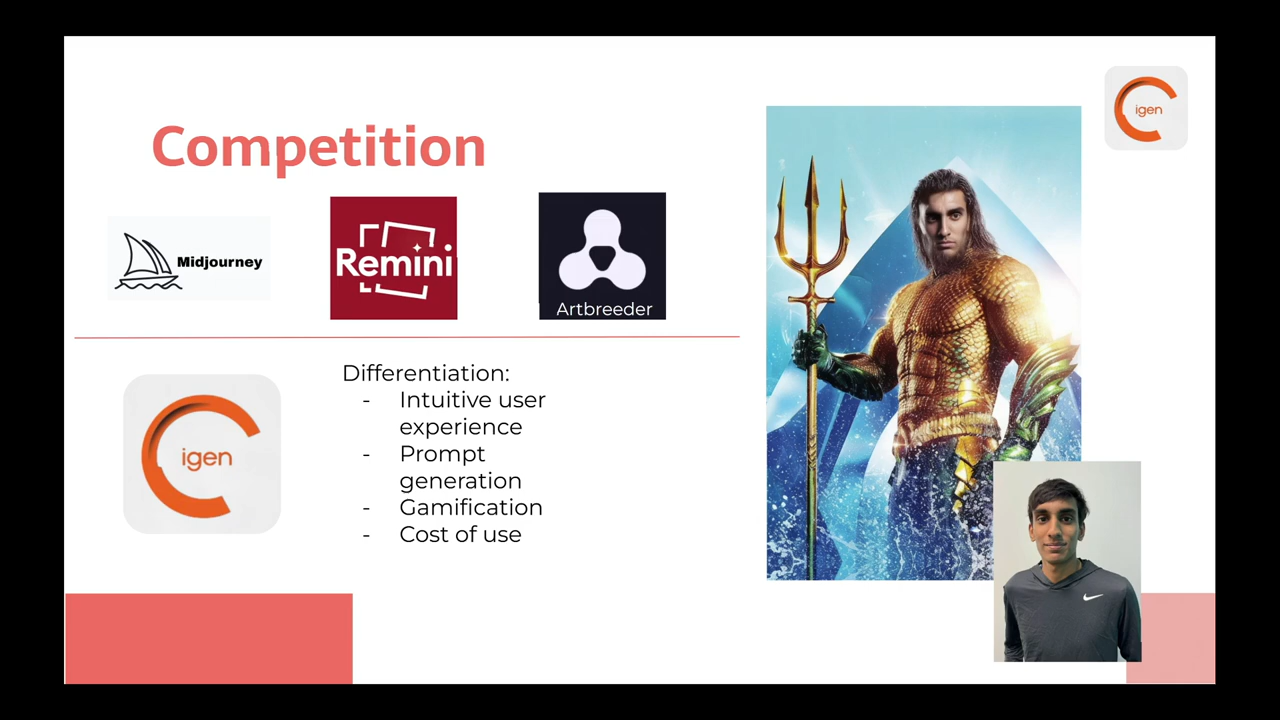 Competition
igen
Midjourney
Remini
Artbreeder
igen
Differentiation:
- Intuitive user
experience
- Prompt
generation
- Gamification
- Cost of use